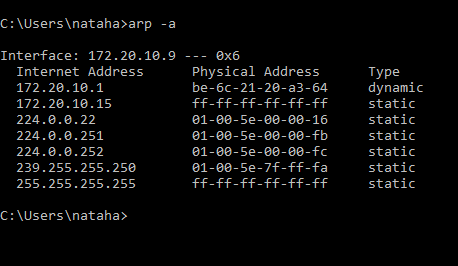 C:\Users\nataha>arp -a
Interface: 172.20.10.9 --- 0x6
Internet Address Physical Address Type
172.20.10.1 be-6c-21-20-a3-64 dynamic
172.20.10.15 ff-ff-ff-ff-ff-ff static
224.0.0.22 01-00-5e-00-00-16 static
224.0.0.251 01-00-5e-00-00-fb static
224.0.0.252 01-00-5e-00-00-fc static
239.255.255.250 01-00-5e-7f-ff-fa static
255.255.255.255 ff-ff-ff-ff-ff-ff static
C:\Users\nataha>